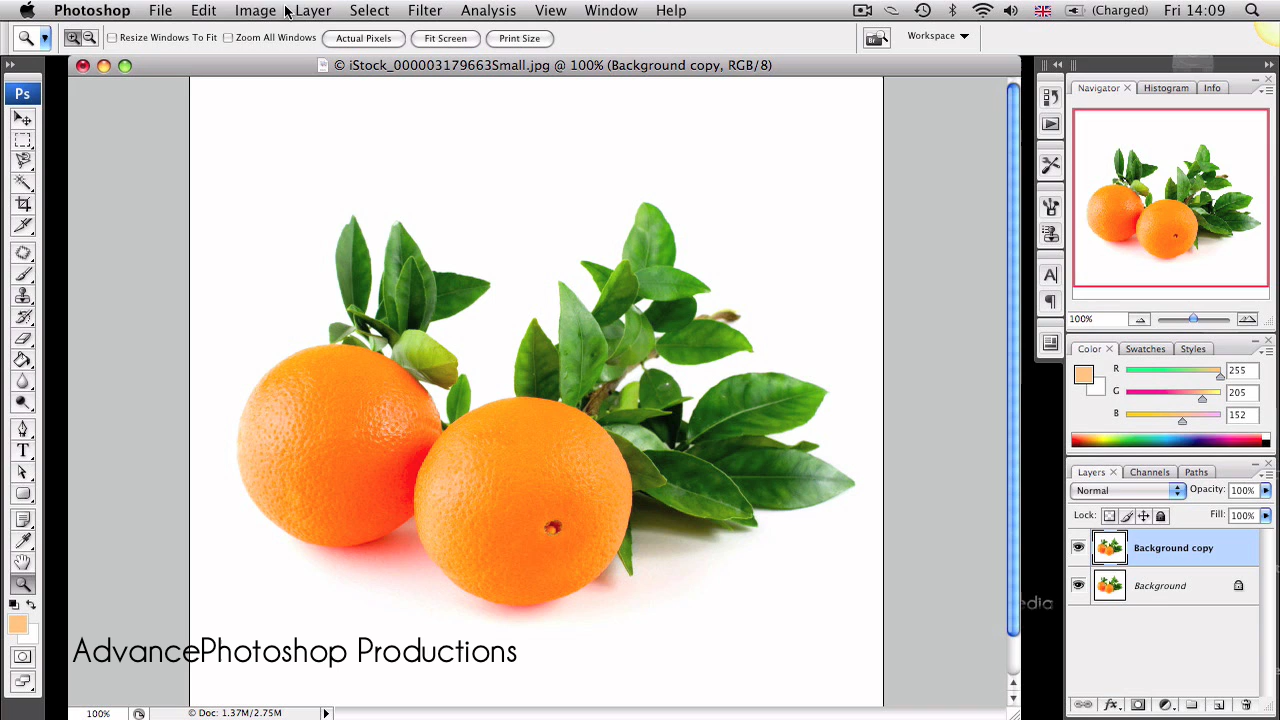 Photoshop File Edit Image Layer Select Filter Analysis View Window Help (Charged) Fri 14:09
Resize Windows To Fit Zoom All Windows Actual Pixels Fit Screen Print Size Br Workspace
© iStock_000003179663Small.jpg @ 100% (Background copy, RGB/8)
Ps
Navigator Histogram Info
100%
Color Swatches Styles
R 255
G 205
B 152
Layers Channels Paths
Normal Opacity: 100%
Lock: Fill: 100%
Background copy
Background
edia
AdvancePhotoshop Productions
100% © Doc: 1.37M/2.75M